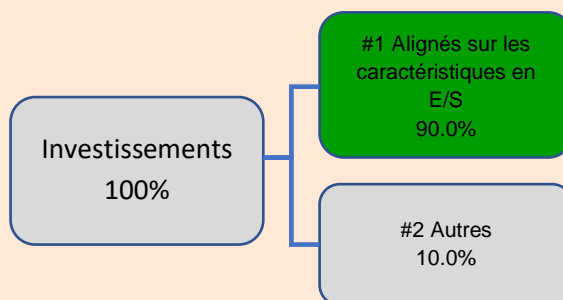 Investissements
100%
#1 Alignés sur les
caractéristiques en
E/S
90.0%
#2 Autres
10.0%